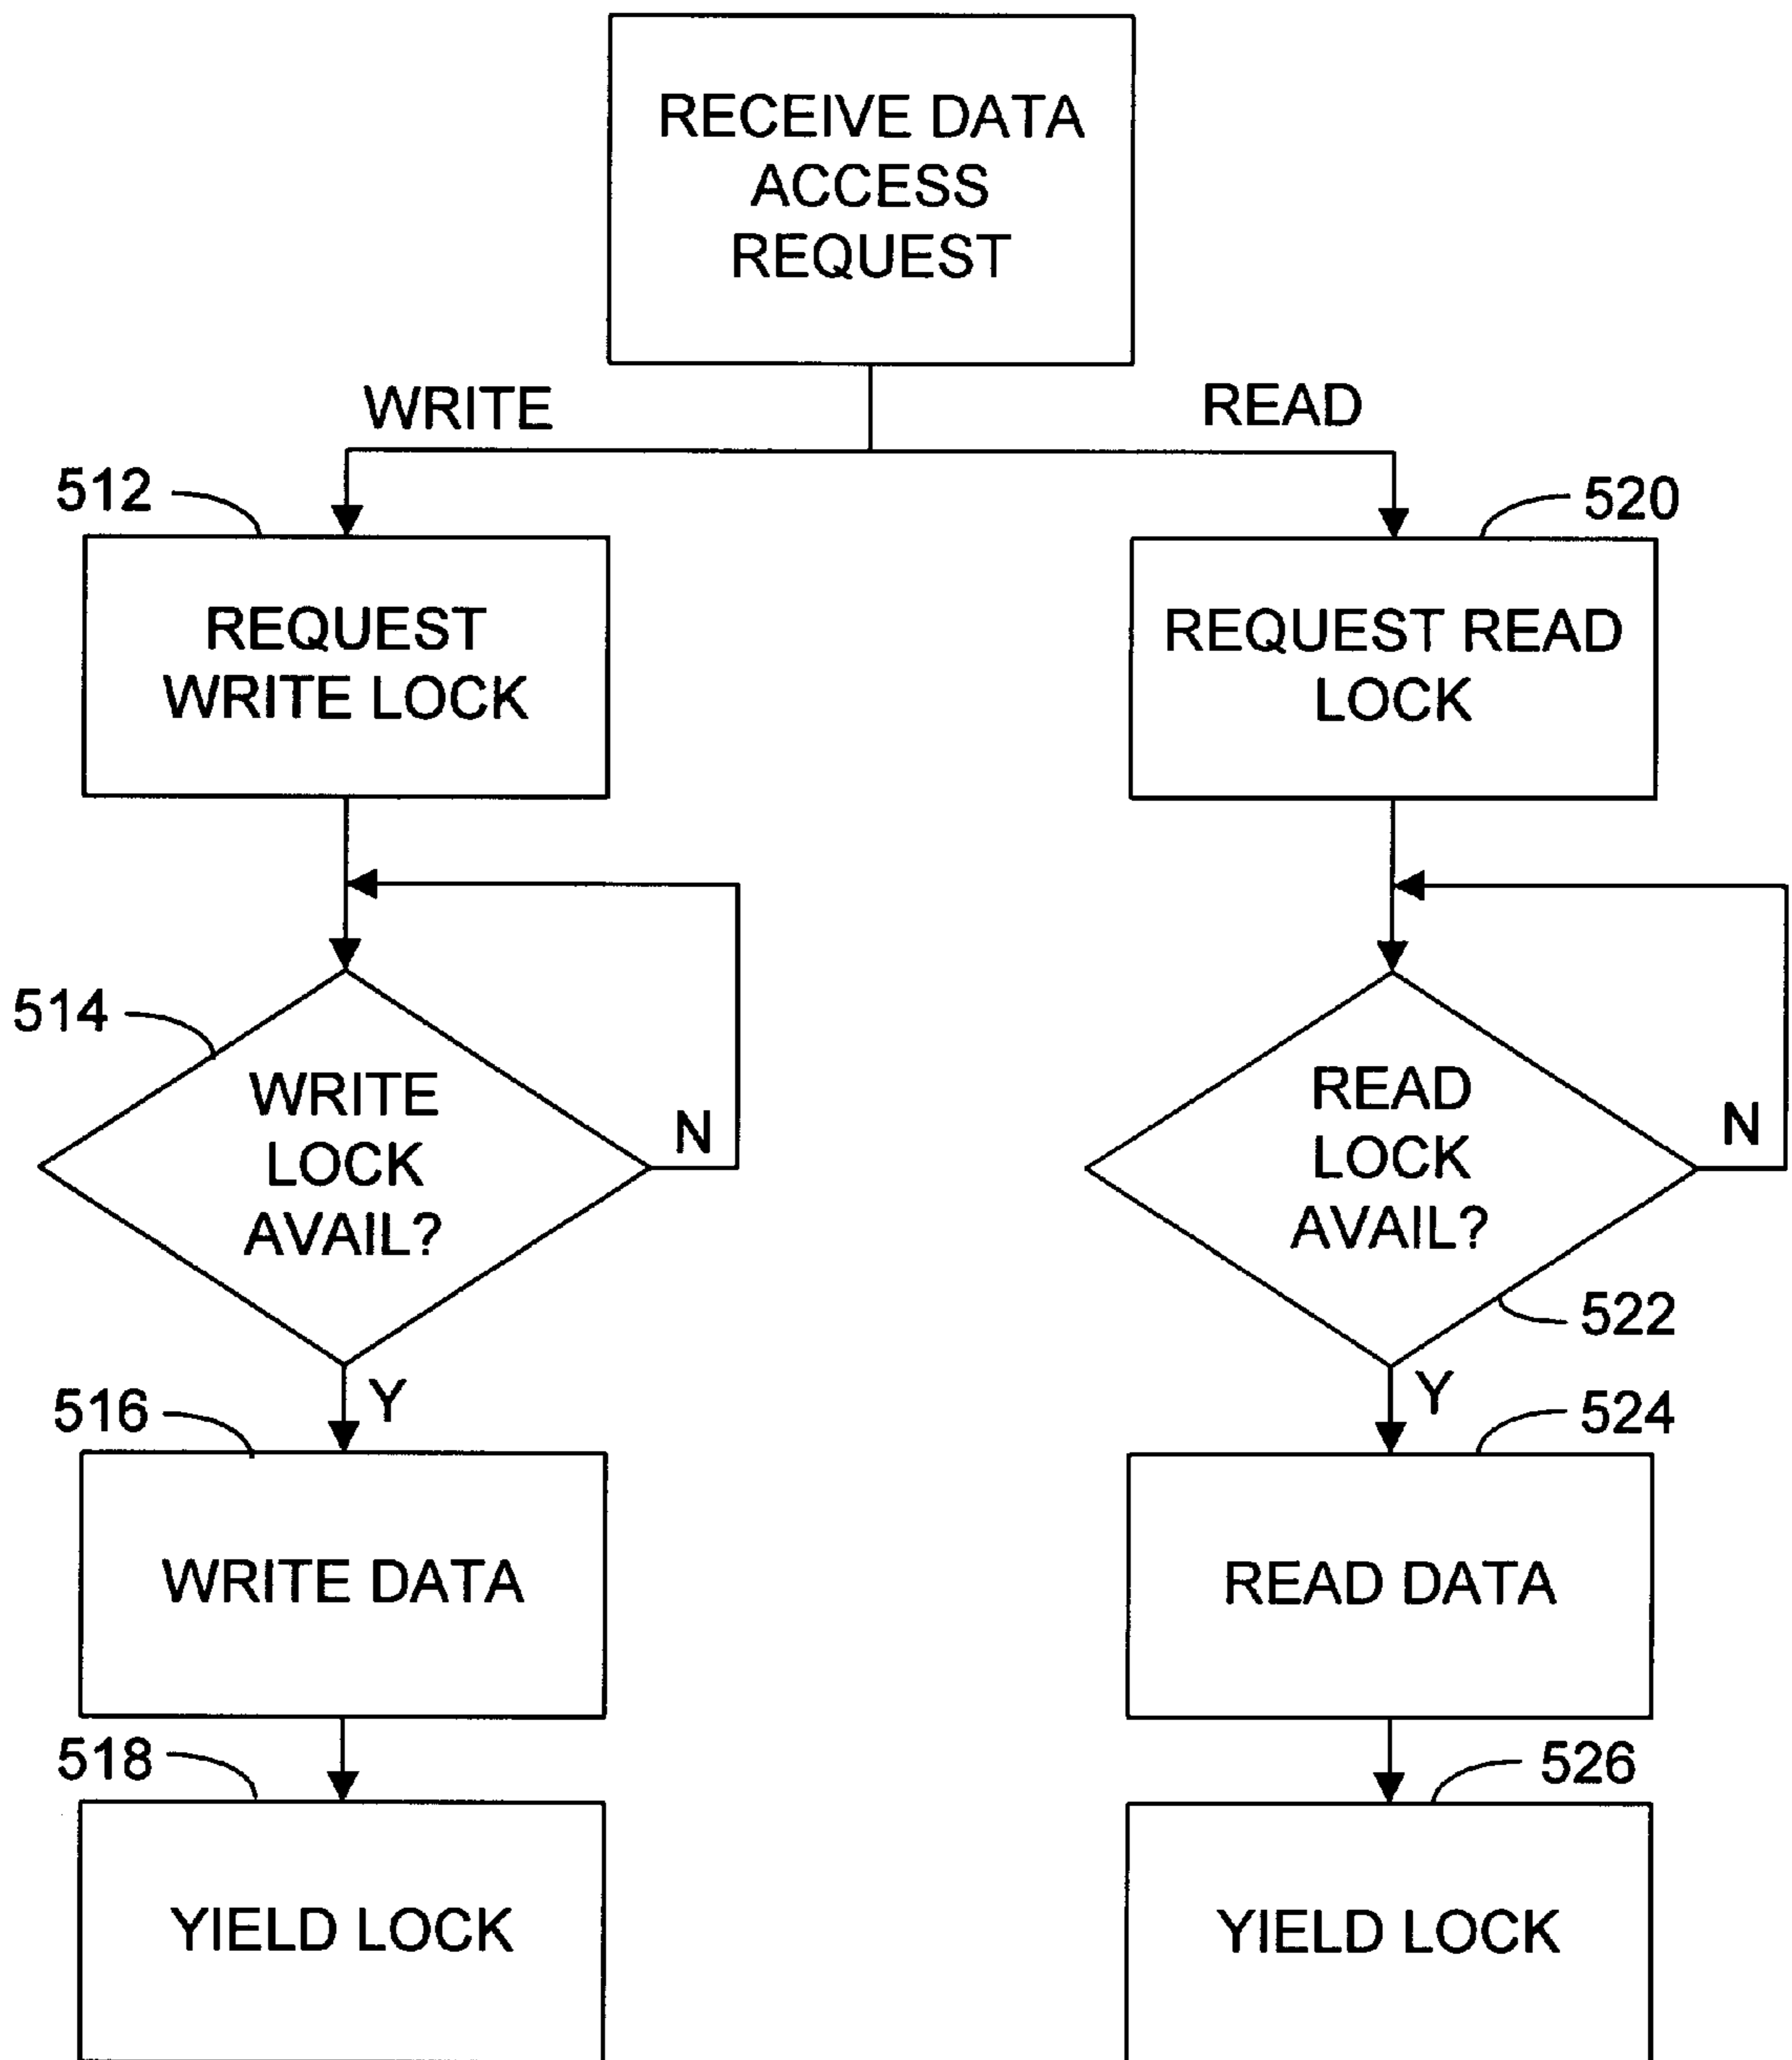 RECEIVE DATA
ACCESS
REQUEST
WRITE
READ
512
520
REQUEST
WRITE LOCK
REQUEST READ
LOCK
514
WRITE
LOCK
AVAIL?
N
READ
LOCK
AVAIL?
N
522
Y
Y
516
524
WRITE DATA
READ DATA
518
526
YIELD LOCK
YIELD LOCK